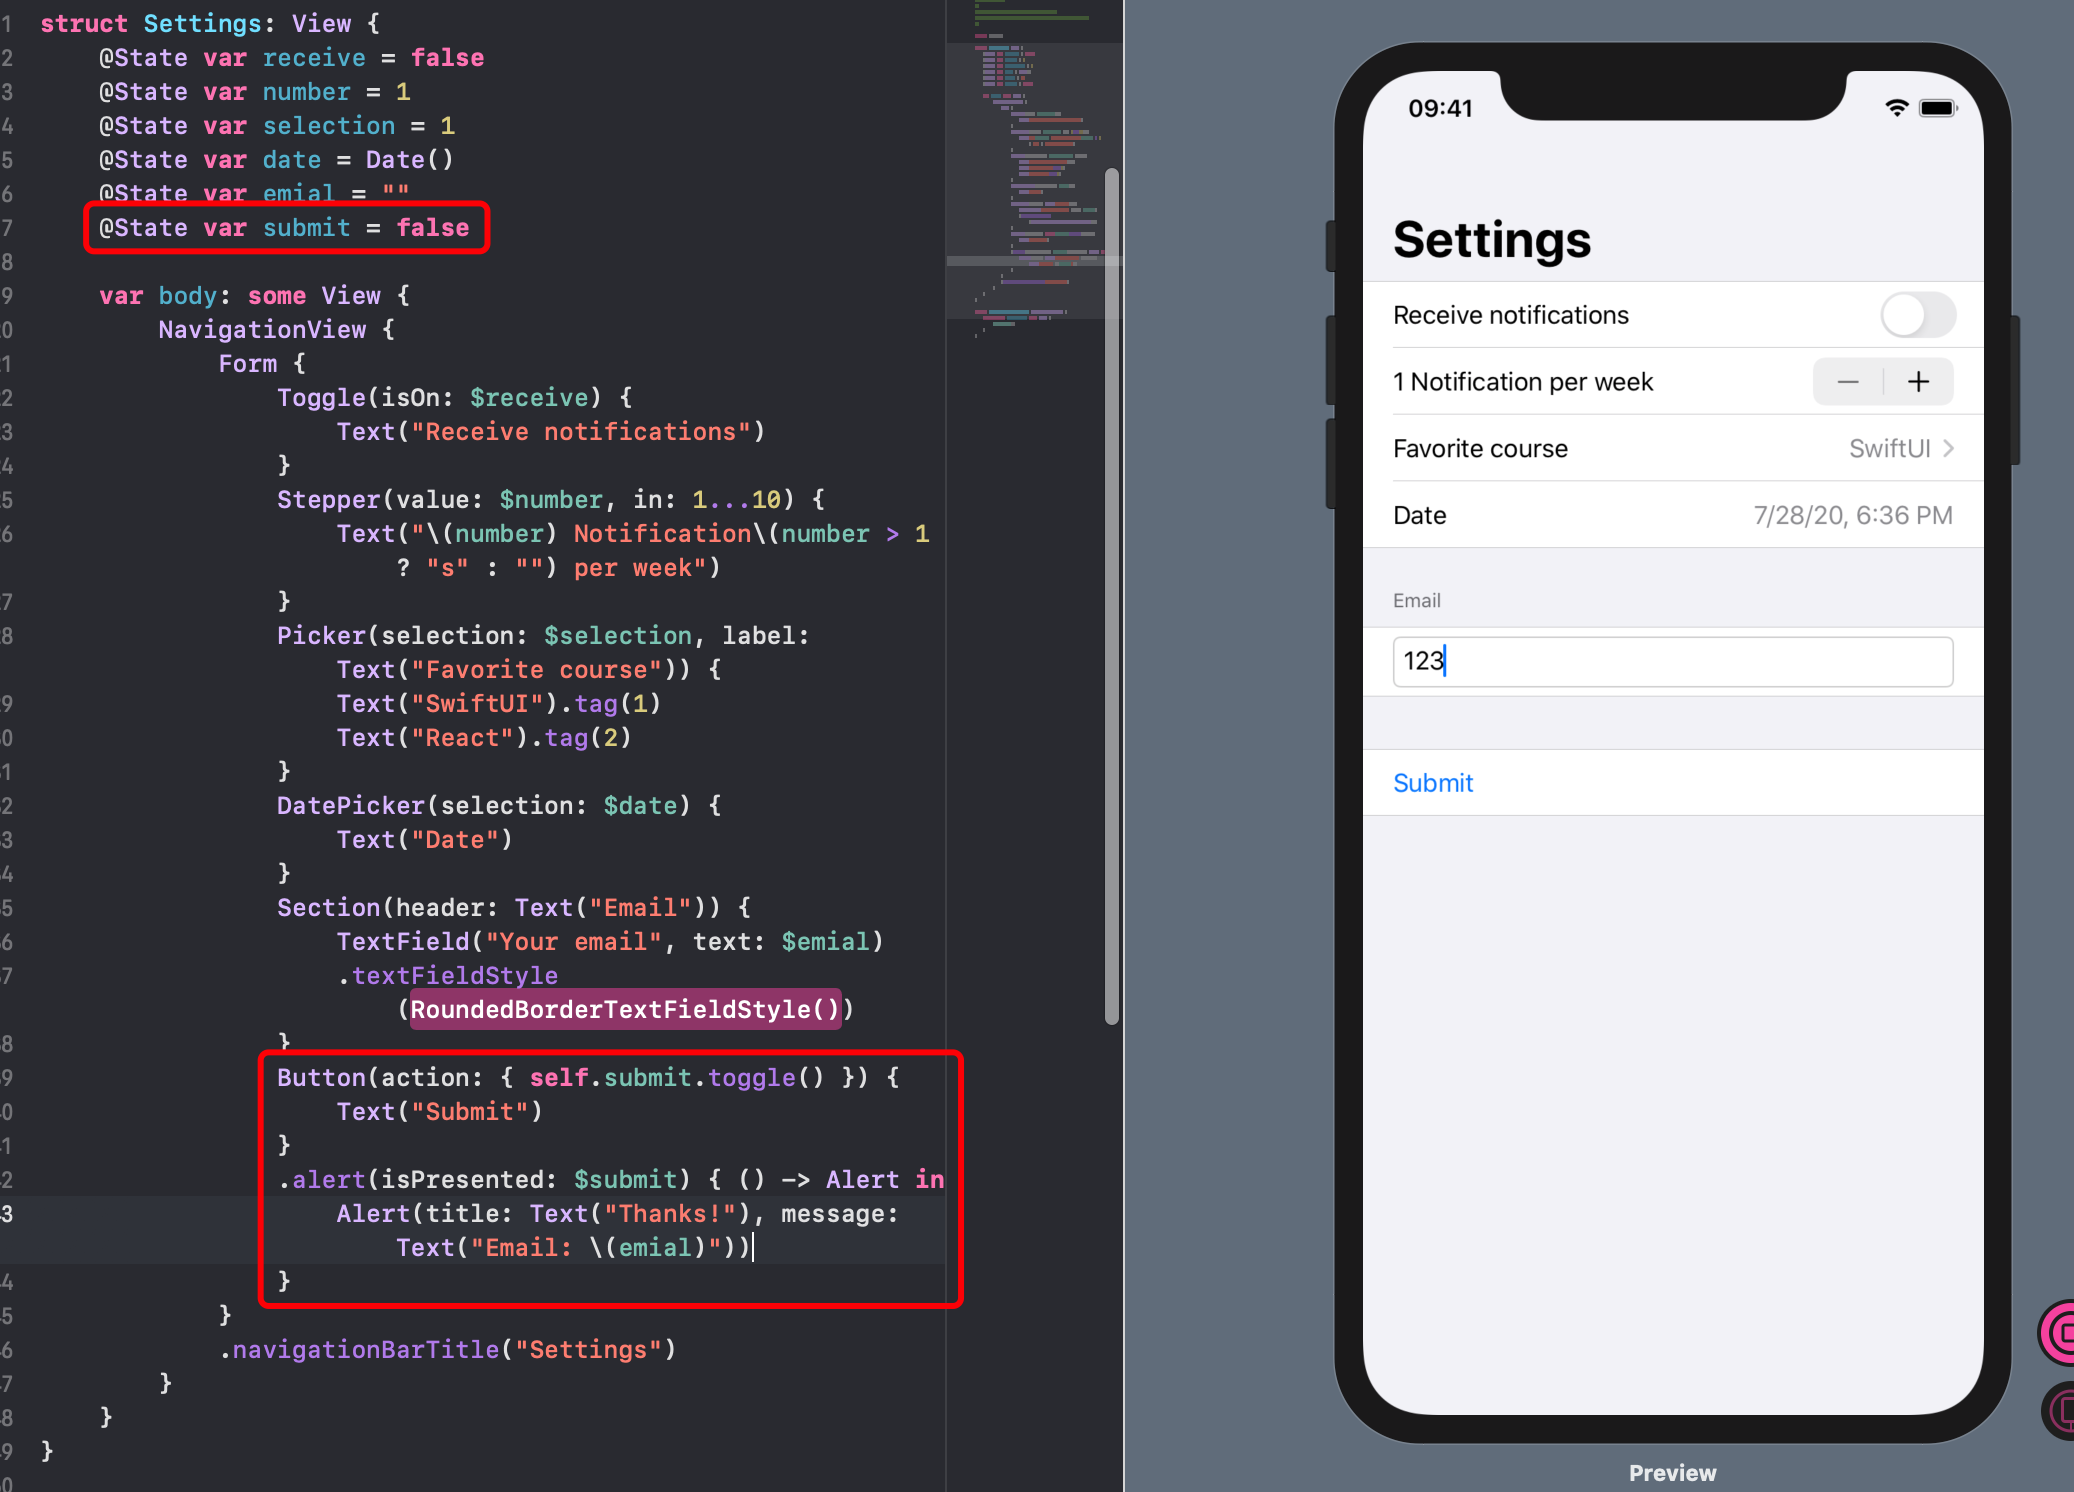 1 struct Settings: View {
2 @State var receive = false
3 @State var number = 1
4 @State var selection = 1
5 @State var date = Date()
6 @State var emial = ""
7 @State var submit = false
8
9 var body: some View {
0 NavigationView {
1 Form {
2 Toggle(isOn: $receive) {
3 Text("Receive notifications")
4 }
5 Stepper(value: $number, in: 1...10) {
6 Text("\(number) Notification\(number > 1
? "s" : "") per week")
7 }
8 Picker(selection: $selection, label:
Text("Favorite course")) {
9 Text("SwiftUI").tag(1)
0 Text("React").tag(2)
1 }
2 DatePicker(selection: $date) {
3 Text("Date")
4 }
5 Section(header: Text("Email")) {
6 TextField("Your email", text: $emial)
7 .textFieldStyle
(RoundedBorderTextFieldStyle())
8 }
9 Button(action: { self.submit.toggle() }) {
0 Text("Submit")
1 }
2 .alert(isPresented: $submit) { () -> Alert in
3 Alert(title: Text("Thanks!"), message:
Text("Email: \(emial)"))
4 }
5 }
6 .navigationBarTitle("Settings")
7 }
8 }
9 }
0
09:41
Settings
Receive notifications
1 Notification per week
Favorite course SwiftUI
Date 7/28/20, 6:36 PM
Email
123
Submit
Preview